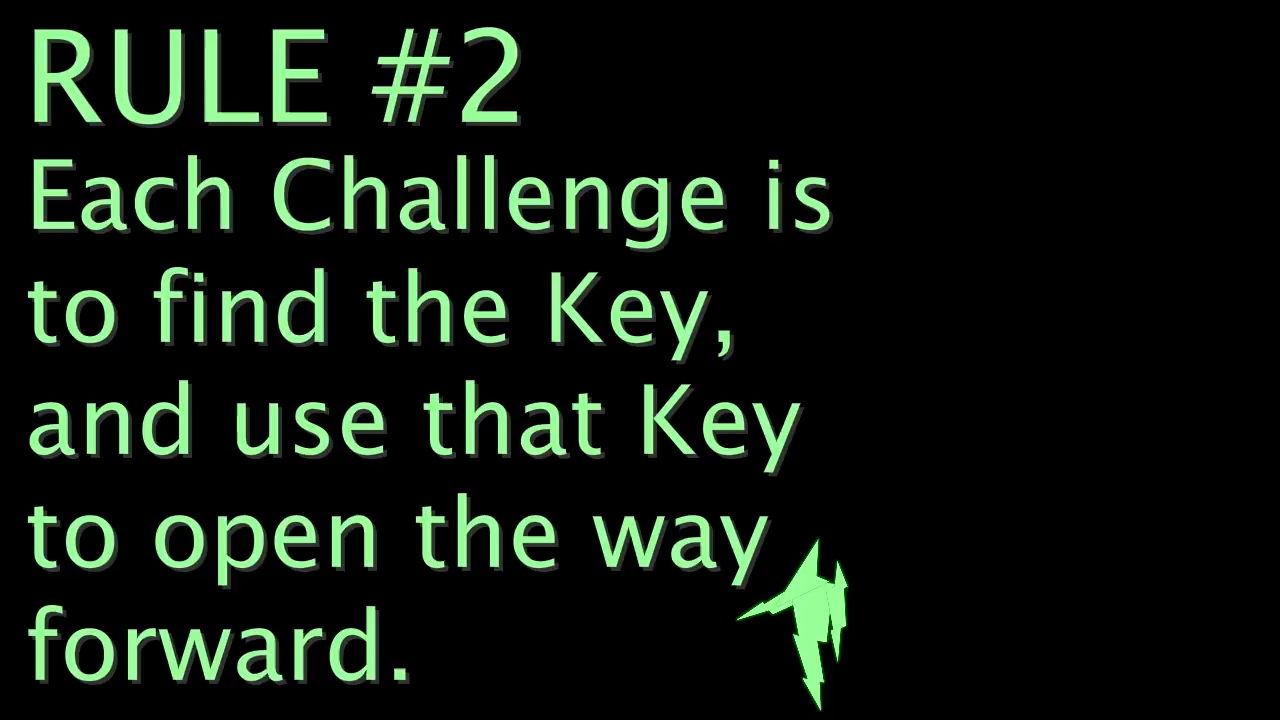 RULE #2
Each Challenge is
to find the Key,
and use that Key
to open the way
forward.